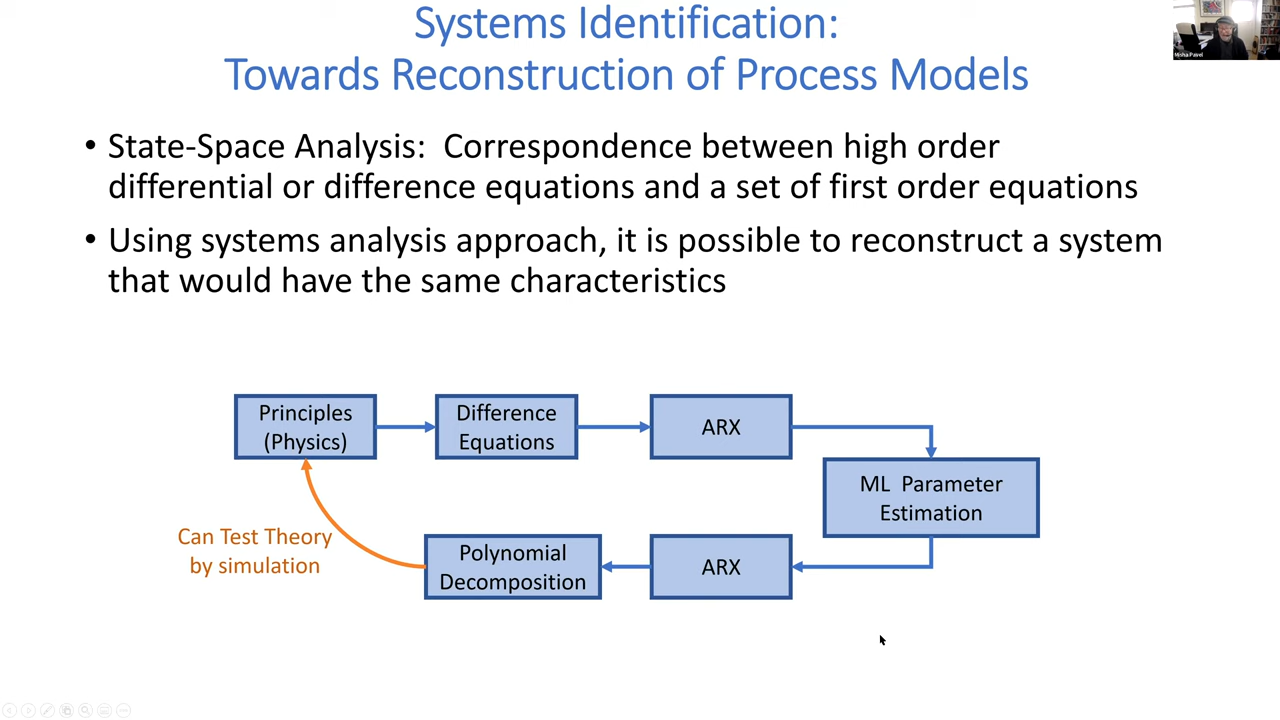 Systems Identification:
Towards Reconstruction of Process Models
• State-Space Analysis:  Correspondence between high order
differential or difference equations and a set of first order equations
• Using systems analysis approach, it is possible to reconstruct a system
that would have the same characteristics
Principles
(Physics)
Difference
Equations
ARX
ML Parameter
Estimation
ARX
Polynomial
Decomposition
Can Test Theory
by simulation
Misha Pavel